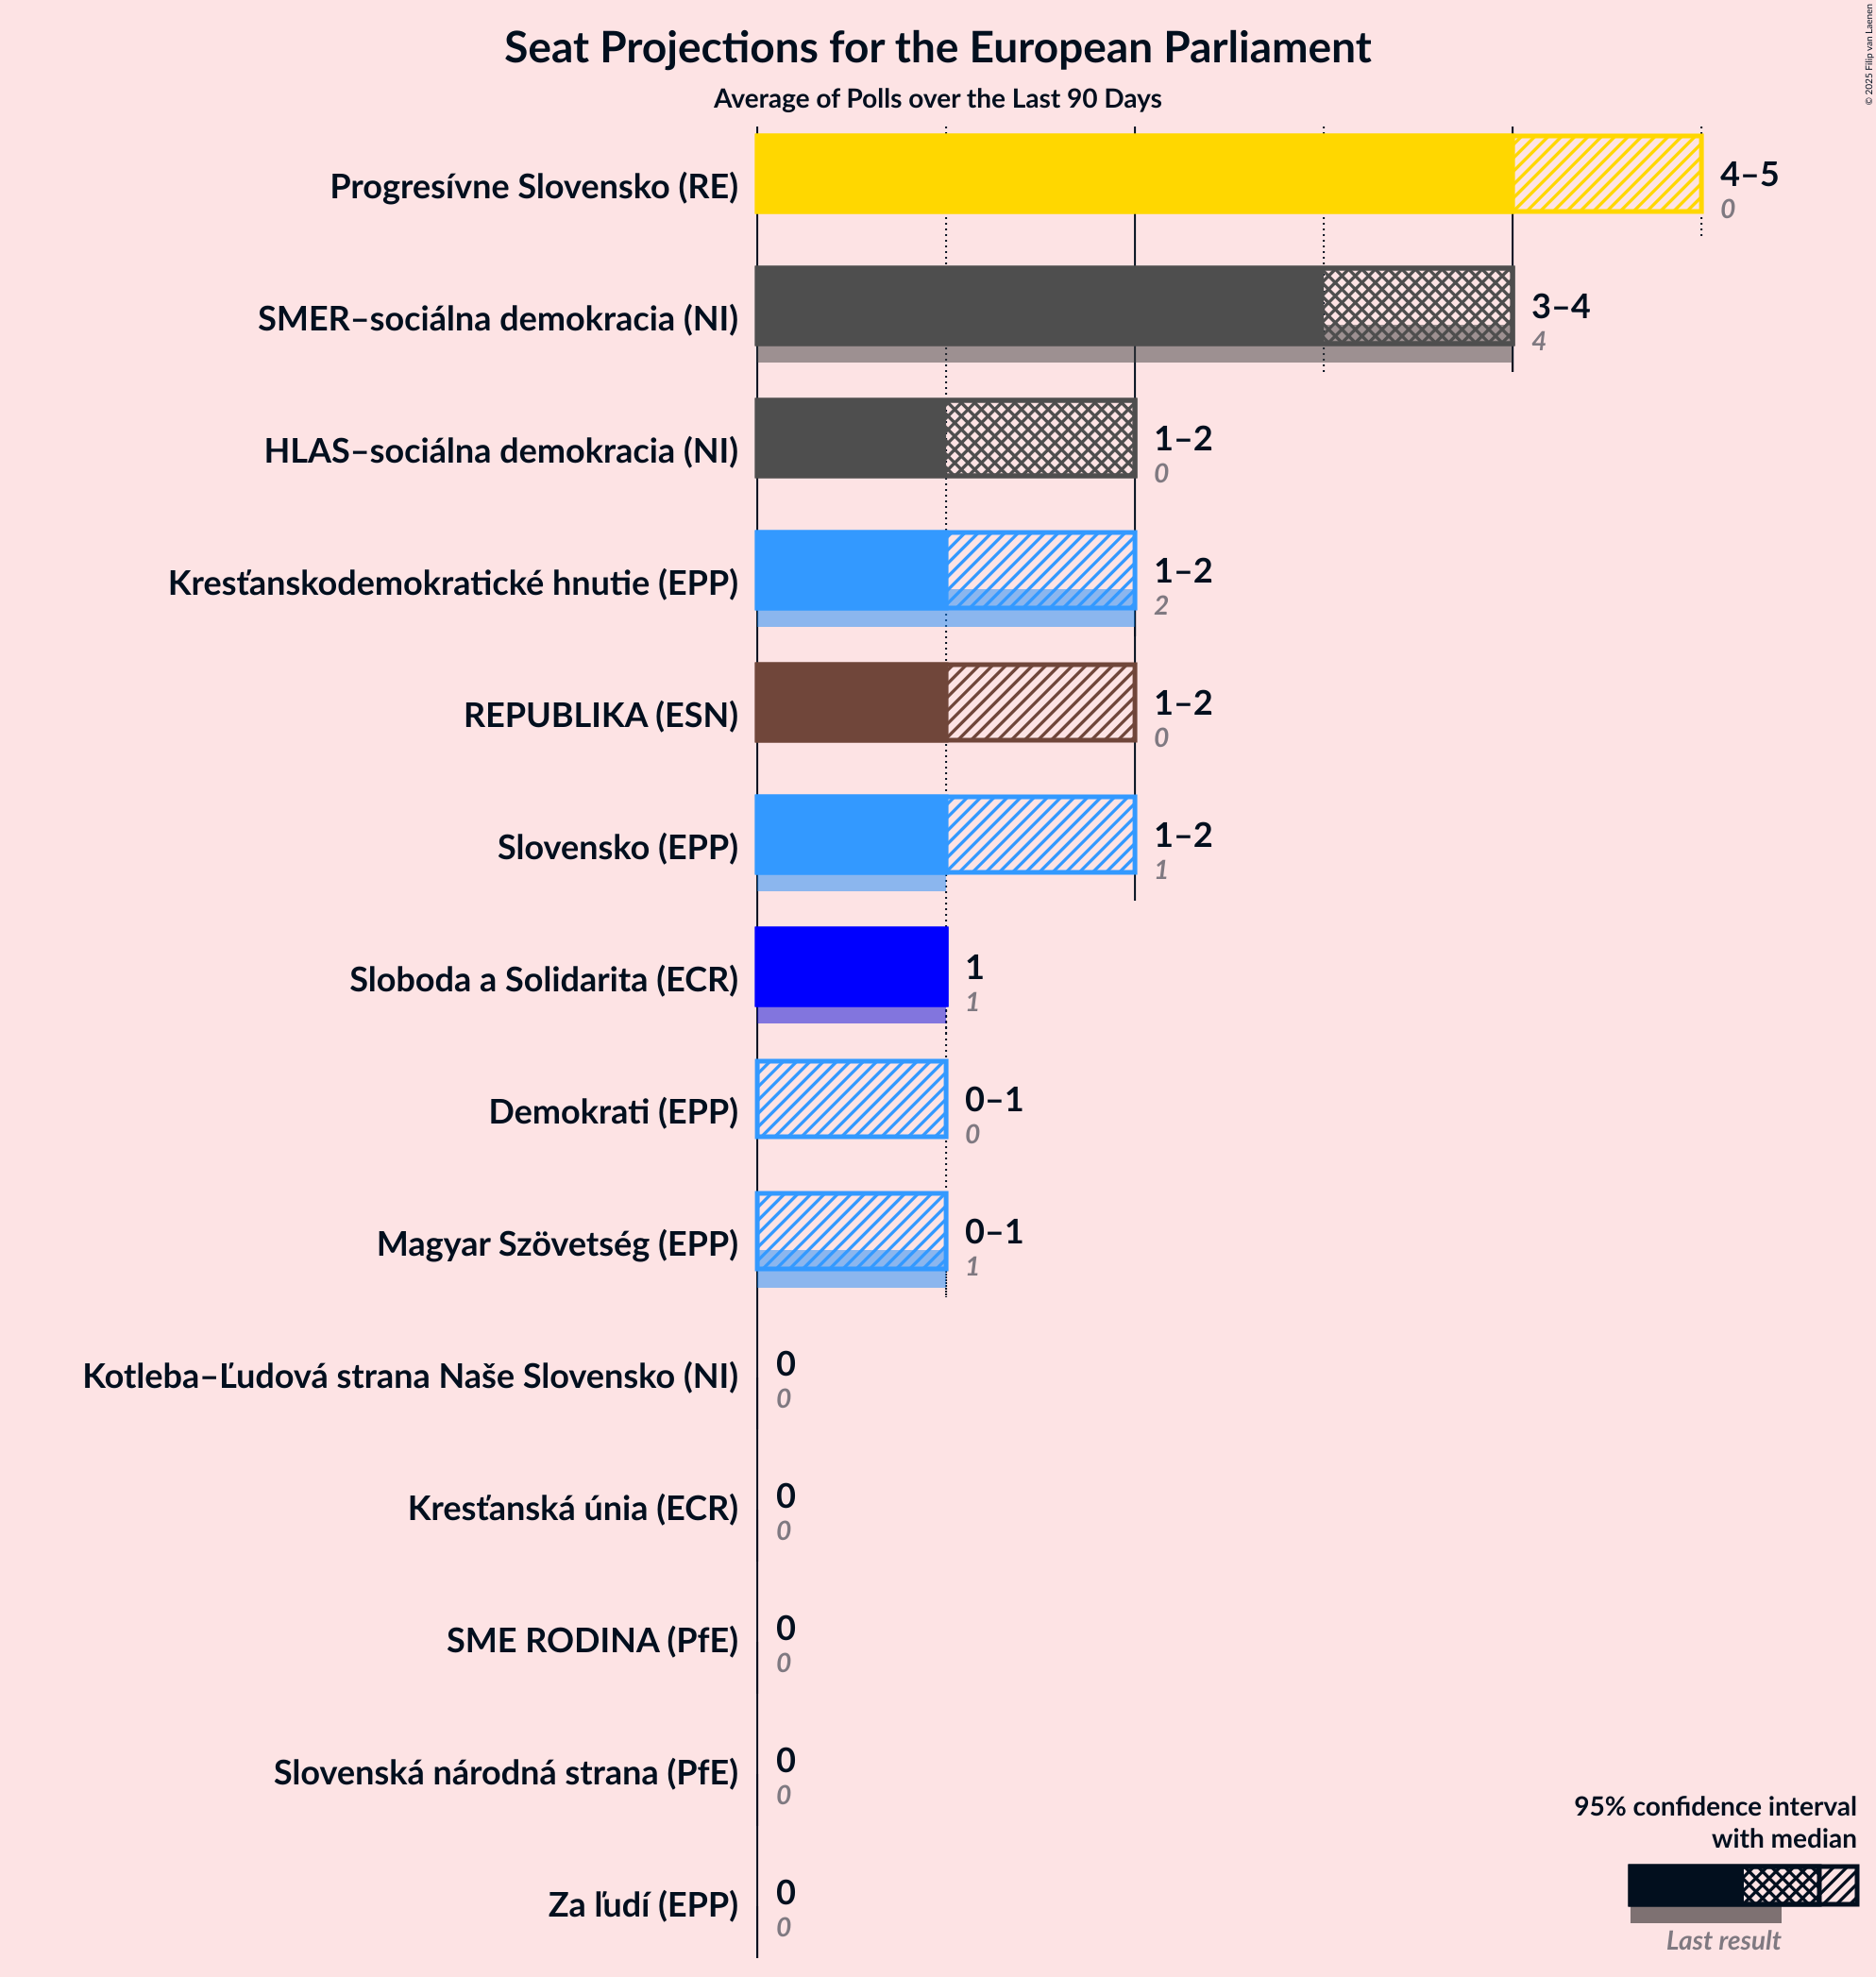 Seat Projections for the European Parliament
Average of Polls over the Last 90 Days
© 2025 Filip van Laenen
Progresívne Slovensko (RE)
4–5
0
SMER–sociálna demokracia (NI)
3–4
4
HLAS–sociálna demokracia (NI)
1–2
0
Kresťanskodemokratické hnutie (EPP)
1–2
2
REPUBLIKA (ESN)
1–2
0
Slovensko (EPP)
1–2
1
Sloboda a Solidarita (ECR)
1
1
Demokrati (EPP)
0–1
0
Magyar Szövetség (EPP)
0–1
1
Kotleba–Ľudová strana Naše Slovensko (NI)
0
0
Kresťanská únia (ECR)
0
0
SME RODINA (PfE)
0
0
Slovenská národná strana (PfE)
0
0
Za ľudí (EPP)
0
0
95% confidence interval
with median
Last result